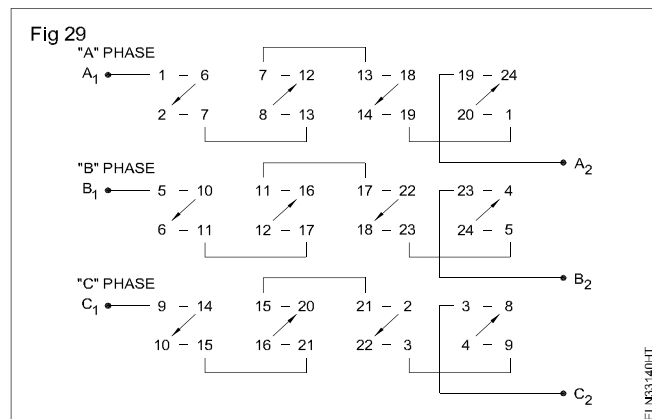 Fig 29
"A" PHASE
A1 1 – 6 7 – 12 13 – 18 19 – 24
2 – 7 8 – 13 14 – 19 20 – 1
A2
"B" PHASE
B1 5 – 10 11 – 16 17 – 22 23 – 4
6 – 11 12 – 17 18 – 23 24 – 5
B2
"C" PHASE
C1 9 – 14 15 – 20 21 – 2 3 – 8
10 – 15 16 – 21 22 – 3 4 – 9
C2
ELN33140HT